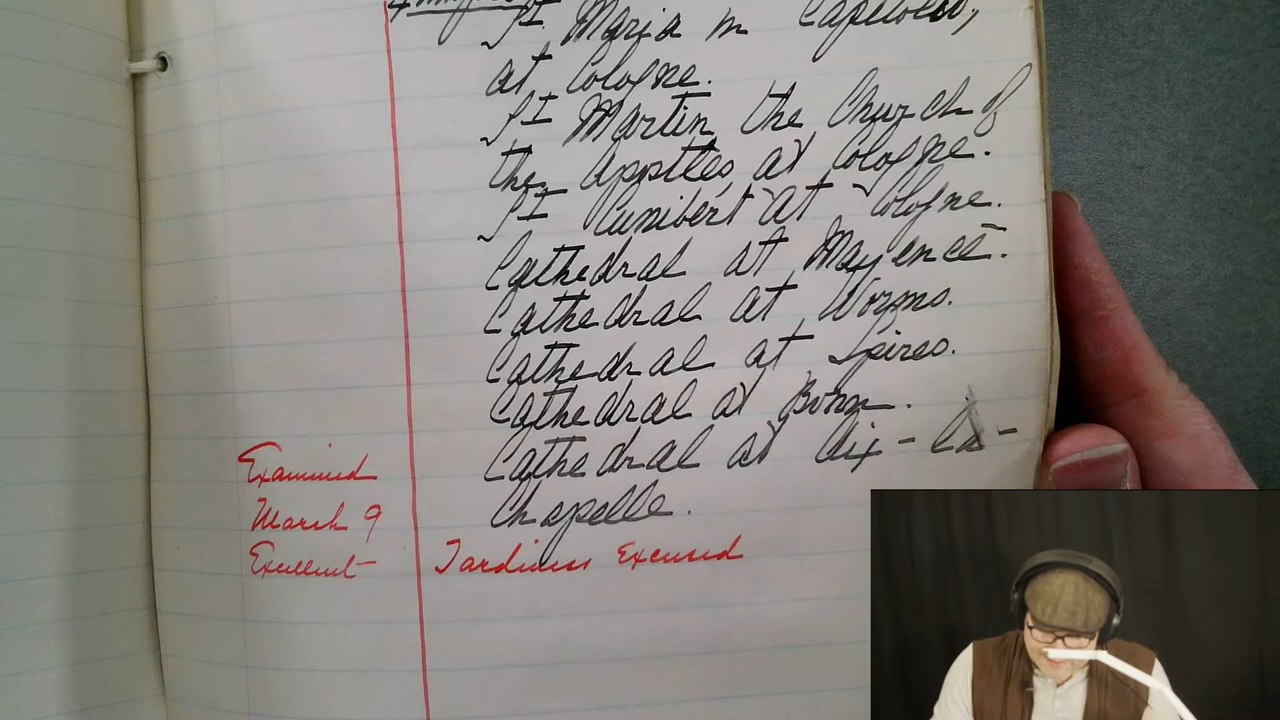 St Maria in Capitolo,
at Cologne.
St Martin, the Church of
the Apostles, at Cologne.
St Cunibert at Cologne.
Cathedral at Mayence.
Cathedral at Worms.
Cathedral at Spires.
Cathedral at Bonn.
Cathedral at Aix-la-
Chapelle.
Examined
March 9
Excellent
Tardiness Excused